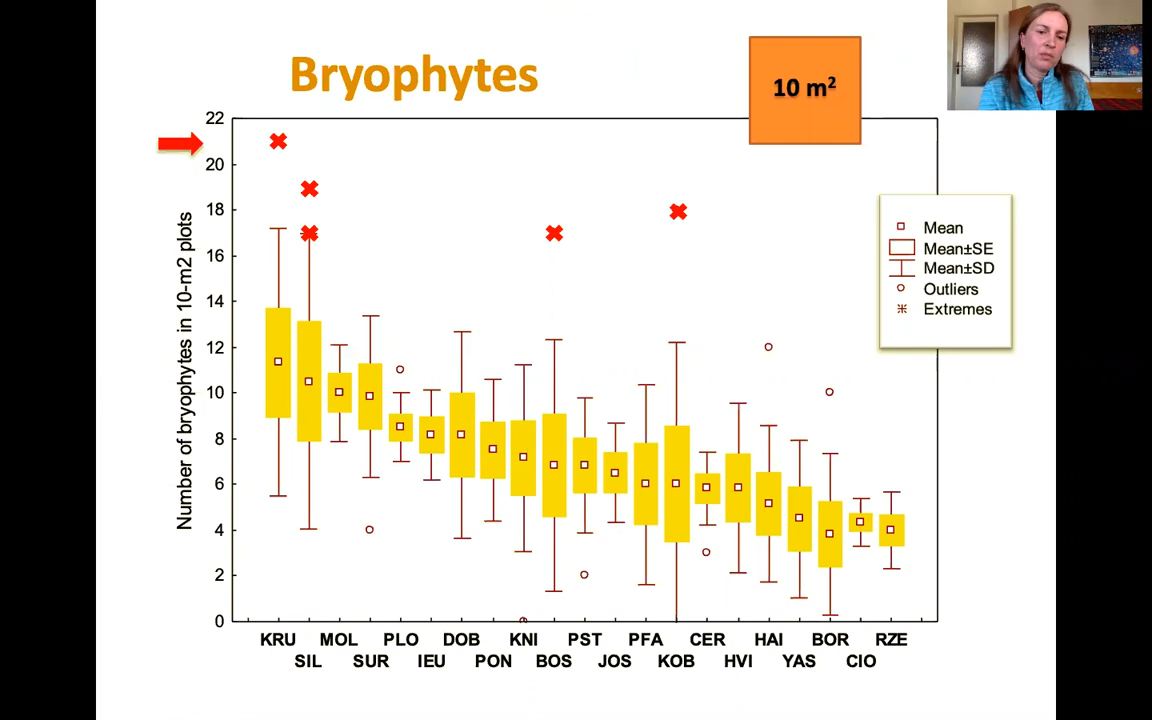 Bryophytes
10 m²
Number of bryophytes in 10-m2 plots
22
20
18
16
14
12
10
8
6
4
2
0
Mean
Mean±SE
Mean±SD
Outliers
Extremes
KRU MOL PLO DOB KNI PST PFA CER HAI BOR RZE
SIL SUR IEU PON BOS JOS KOB HVI YAS CIO